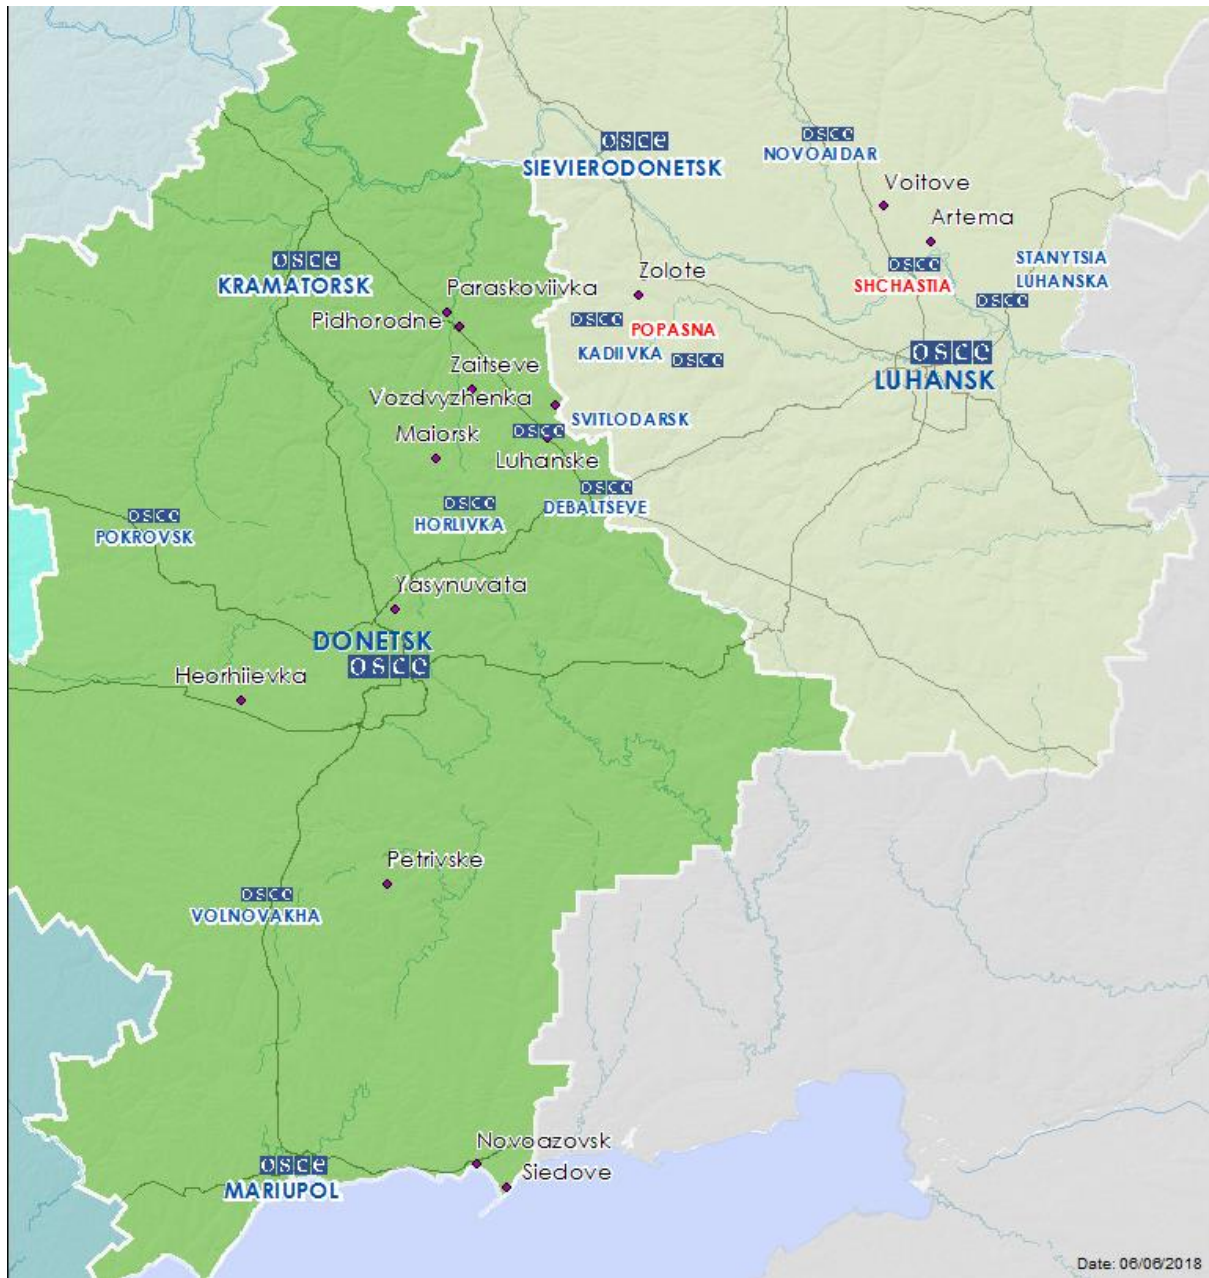 osce
NOVOAIDAR
osce
SIEVIERODONETSK
Voitove
Artema
osce
KRAMATORSK
osce
SHCHASTIA
STANYTSIA
LUHANSKA
osce
Zolote
Paraskoviivka
Pidhorodne
osce
POPASNA
KADIIVKA
osce
osce
LUHANSK
Zaitseve
Vozdvyzhenka
SVITLODARSK
osce
Maiorsk
Luhanske
osce
DEBALTSEVE
osce
HORLIVKA
osce
POKROVSK
Yasynuvata
DONETSK
osce
Heorhiievka
Petrivske
osce
VOLNOVAKHA
Novoazovsk
Siedove
osce
MARIUPOL
Date: 06/06/2018